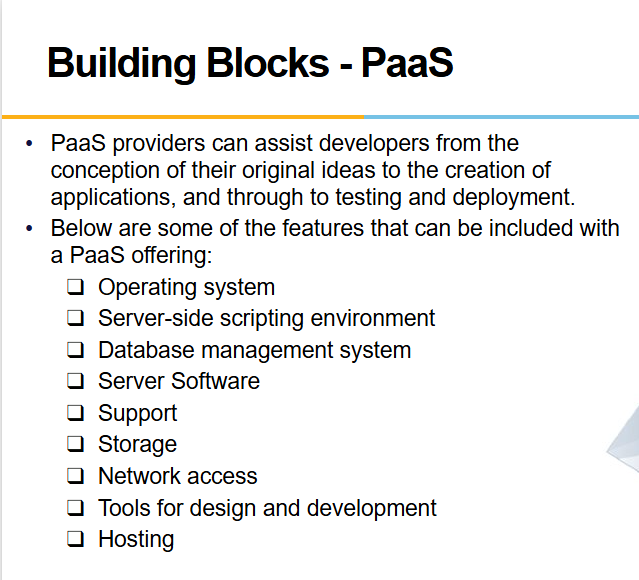 Building Blocks - PaaS
• PaaS providers can assist developers from the
conception of their original ideas to the creation of
applications, and through to testing and deployment.
• Below are some of the features that can be included with
a PaaS offering:
❑ Operating system
❑ Server-side scripting environment
❑ Database management system
❑ Server Software
❑ Support
❑ Storage
❑ Network access
❑ Tools for design and development
❑ Hosting